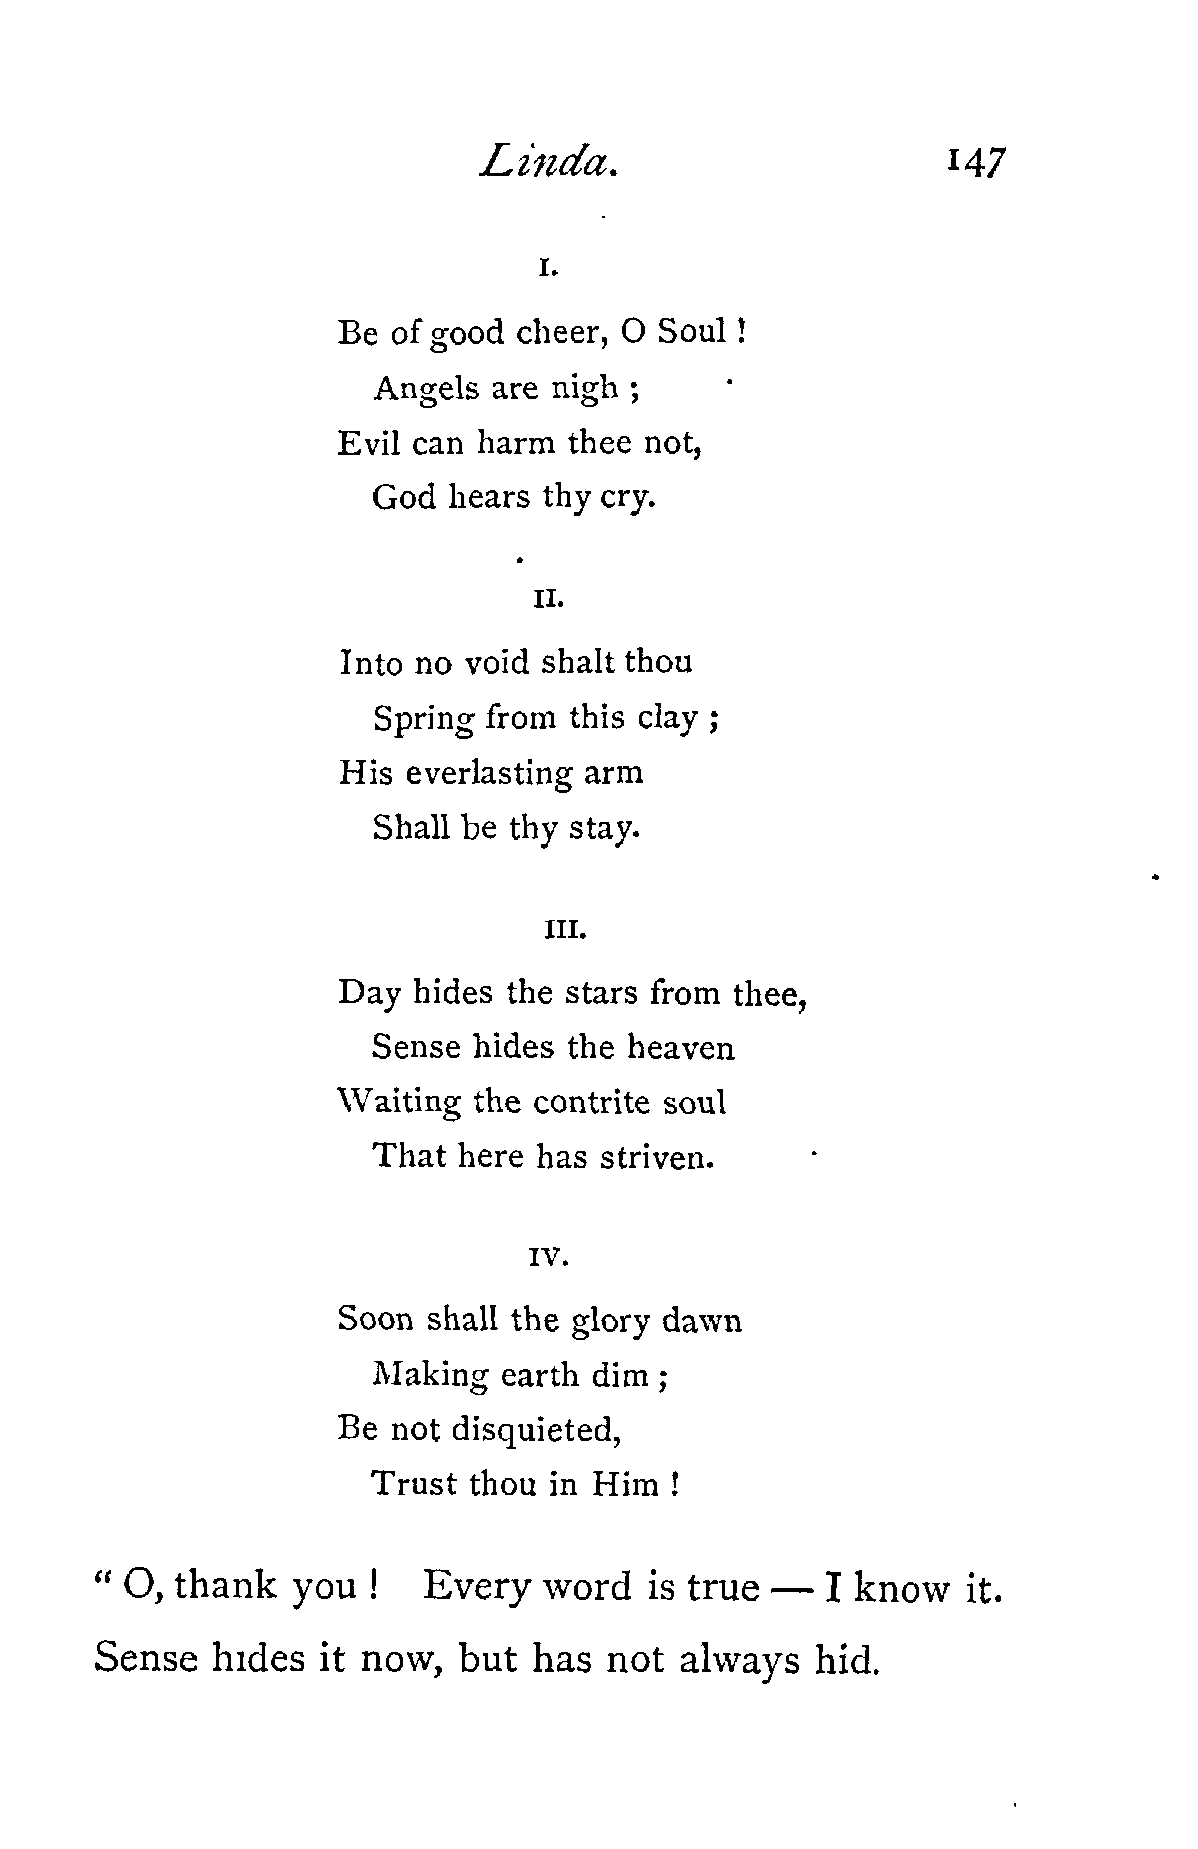 Linda. 147
I.
Be of good cheer, O Soul !
Angels are nigh ;
Evil can harm thee not,
God hears thy cry.
II.
Into no void shalt thou
Spring from this clay ;
His everlasting arm
Shall be thy stay.
III.
Day hides the stars from thee,
Sense hides the heaven
Waiting the contrite soul
That here has striven.
IV.
Soon shall the glory dawn
Making earth dim ;
Be not disquieted,
Trust thou in Him !
“ O, thank you ! Every word is true — I know it.
Sense hides it now, but has not always hid.